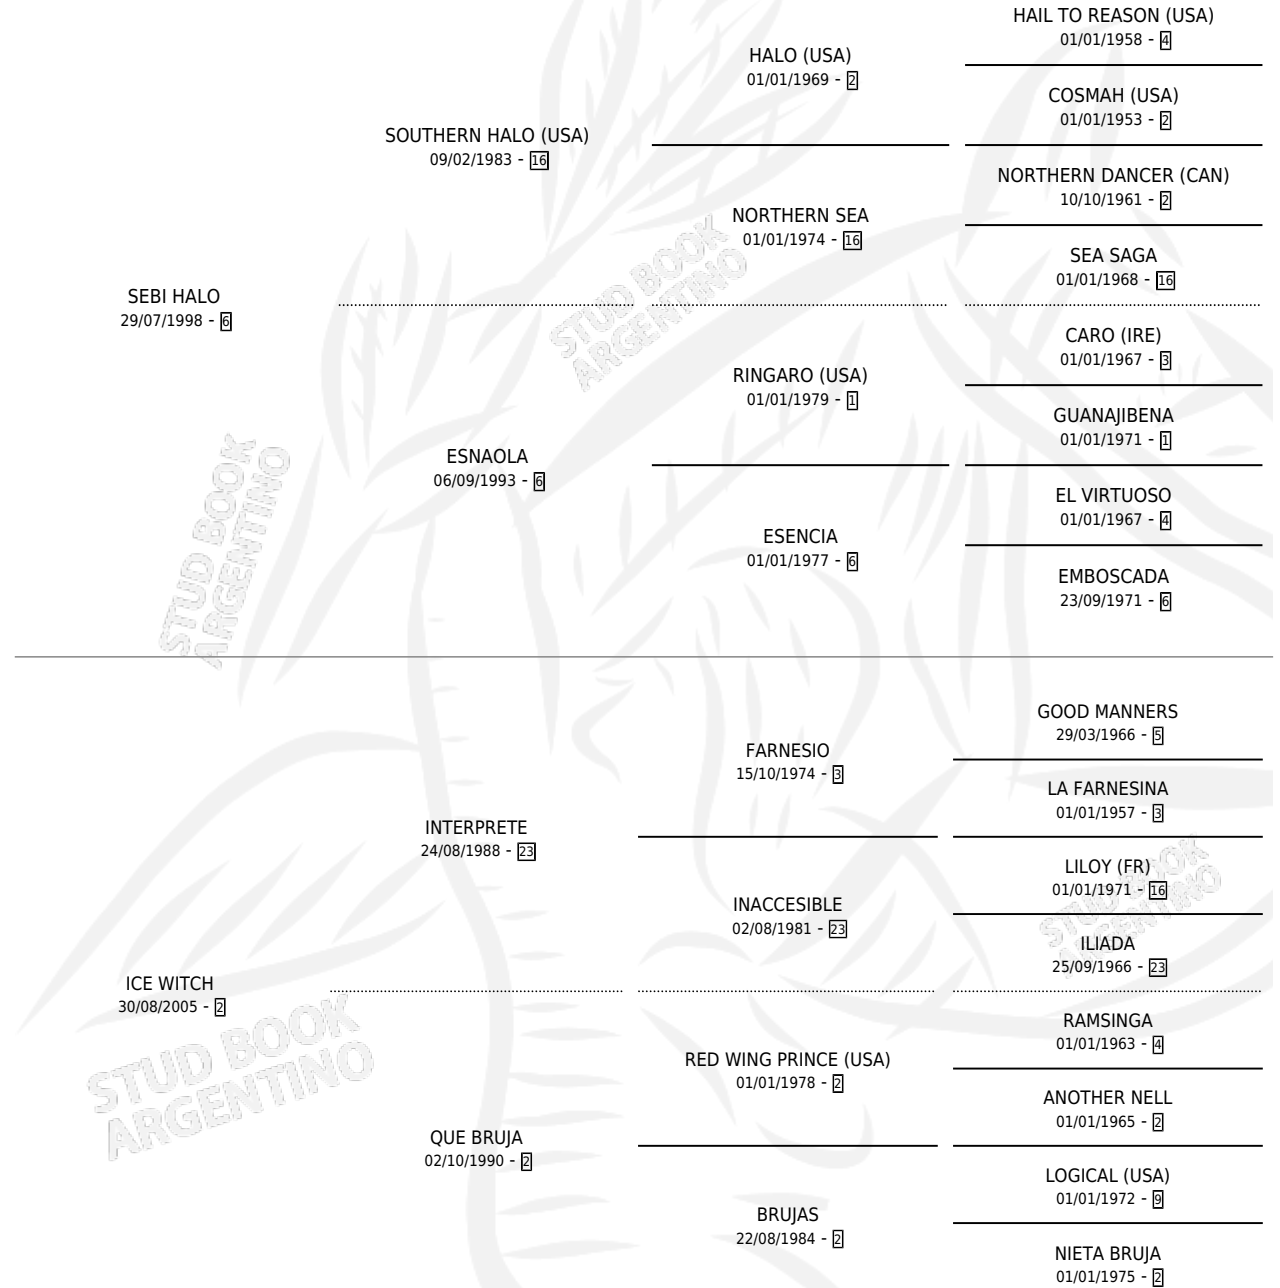 HAIL TO REASON (USA)
01/01/1958 - 4
HALO (USA)
01/01/1969 - 2
COSMAH (USA)
01/01/1953 - 2
SOUTHERN HALO (USA)
09/02/1983 - 16
NORTHERN DANCER (CAN)
10/10/1961 - 2
NORTHERN SEA
01/01/1974 - 16
SEA SAGA
01/01/1968 - 16
SEBI HALO
29/07/1998 - 6
CARO (IRE)
01/01/1967 - 3
RINGARO (USA)
01/01/1979 - 1
GUANAJIBENA
01/01/1971 - 1
ESNAOLA
06/09/1993 - 6
EL VIRTUOSO
01/01/1967 - 4
ESENCIA
01/01/1977 - 6
EMBOSCADA
23/09/1971 - 6
GOOD MANNERS
29/03/1966 - 5
FARNESIO
15/10/1974 - 3
LA FARNESINA
01/01/1957 - 3
INTERPRETE
24/08/1988 - 23
LILOY (FR)
01/01/1971 - 16
INACCESIBLE
02/08/1981 - 23
ILIADA
25/09/1966 - 23
ICE WITCH
30/08/2005 - 2
RAMSINGA
01/01/1963 - 4
RED WING PRINCE (USA)
01/01/1978 - 2
ANOTHER NELL
01/01/1965 - 2
QUE BRUJA
02/10/1990 - 2
LOGICAL (USA)
01/01/1972 - 9
BRUJAS
22/08/1984 - 2
NIETA BRUJA
01/01/1975 - 2
STUD BOOK
ARGENTINO
STUD BOOK
ARGENTINO
STUD BOOK
ARGENTINO
STUD BOOK
ARGENTINO